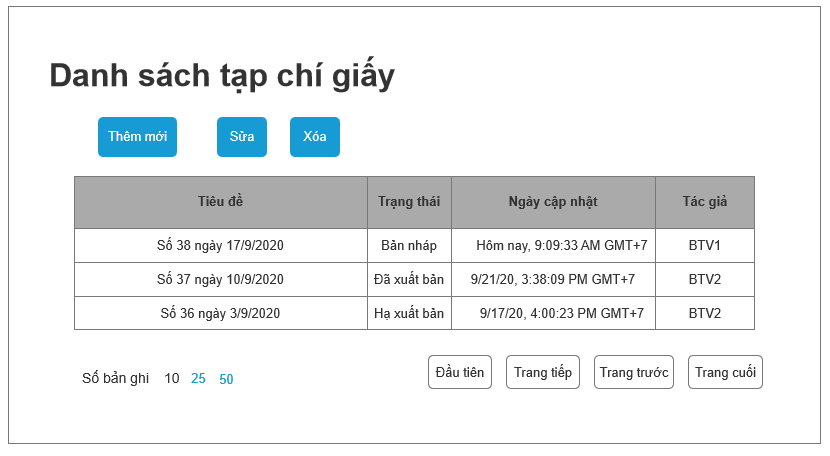 Danh sách tạp chí giấy
Thêm mới Sửa Xóa
Tiêu đề Trạng thái Ngày cập nhật Tác giả
Số 38 ngày 17/9/2020 Bản nháp Hôm nay, 9:09:33 AM GMT+7 BTV1
Số 37 ngày 10/9/2020 Đã xuất bản 9/21/20, 3:38:09 PM GMT+7 BTV2
Số 36 ngày 3/9/2020 Hạ xuất bản 9/17/20, 4:00:23 PM GMT+7 BTV2
Số bản ghi 10 25 50 Đầu tiên Trang tiếp Trang trước Trang cuối